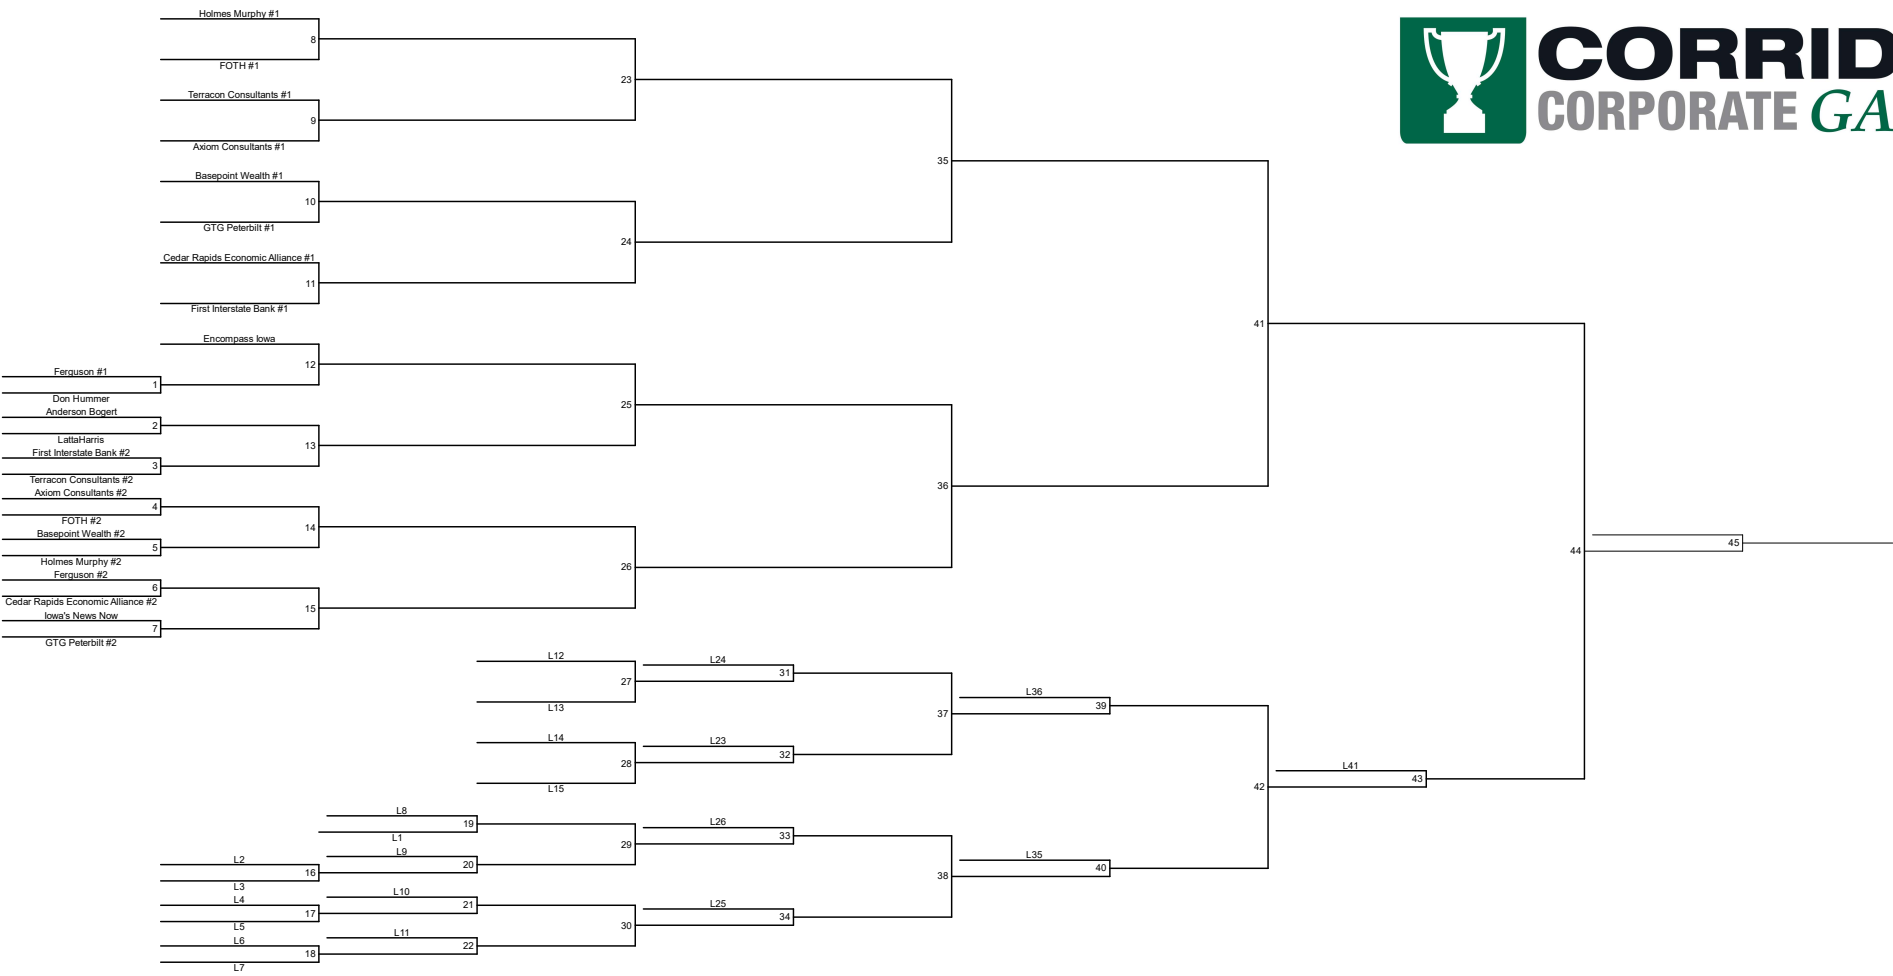 Holmes Murphy #1
8
FOTH #1
23
Terracon Consultants #1
9
Axiom Consultants #1
35
Basepoint Wealth #1
10
GTG Peterbilt #1
24
Cedar Rapids Economic Alliance #1
11
First Interstate Bank #1
41
Encompass Iowa
12
Ferguson #1
1
Don Hummer
25
Anderson Bogert
2
LattaHarris
13
First Interstate Bank #2
3
Terracon Consultants #2
36
Axiom Consultants #2
4
FOTH #2
14
Basepoint Wealth #2
5
Holmes Murphy #2
26
Ferguson #2
6
Cedar Rapids Economic Alliance #2
15
Iowa's News Now
7
GTG Peterbilt #2
44
45
L12
27
L13
L24
31
37
L36
39
L14
28
L15
L23
32
42
L41
43
L8
19
L1
29
L26
33
L9
20
L2
16
L3
38
L35
40
L10
21
L4
17
L5
30
L25
34
L11
22
L6
18
L7
CORRID
CORPORATE GA